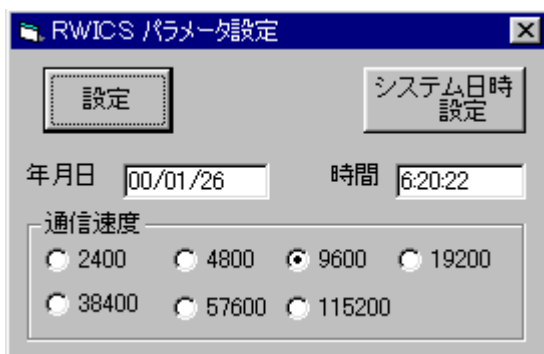 RWICS パラメータ設定
設定
システム日時
設定
年月日 00/01/26 時間 6:20:22
通信速度
2400 4800 9600 19200
38400 57600 115200